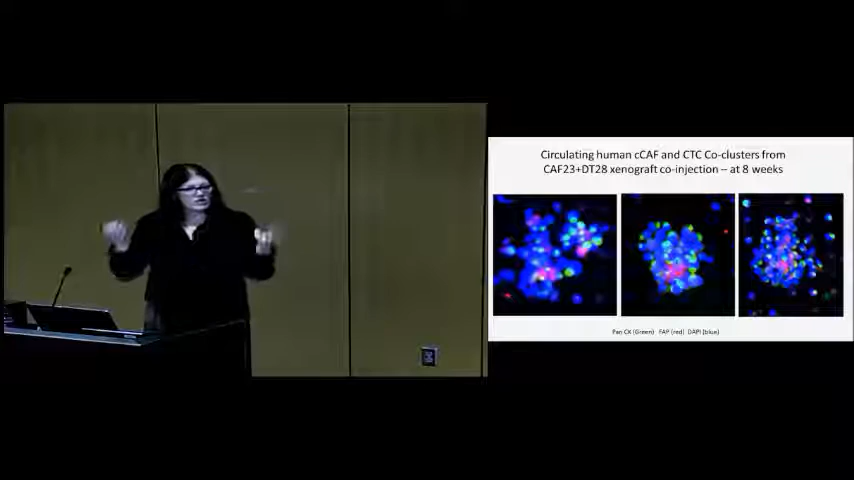 Circulating human cCAF and CTC Co-clusters from
CAF23+DT28 xenograft co-injection – at 8 weeks
Pan CK (Green) FAP (red) DAPI (blue)